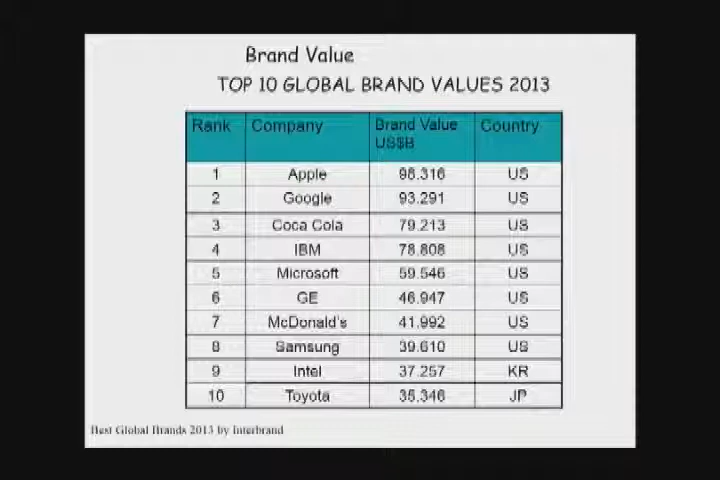 Brand Value
TOP 10 GLOBAL BRAND VALUES 2013
Rank Company Brand Value US$B Country
1 Apple 98.316 US
2 Google 93.291 US
3 Coca Cola 79.213 US
4 IBM 78.808 US
5 Microsoft 59.546 US
6 GE 46.947 US
7 McDonald's 41.992 US
8 Samsung 39.610 US
9 Intel 37.257 KR
10 Toyota 35.346 JP
Best Global Brands 2013 by Interbrand